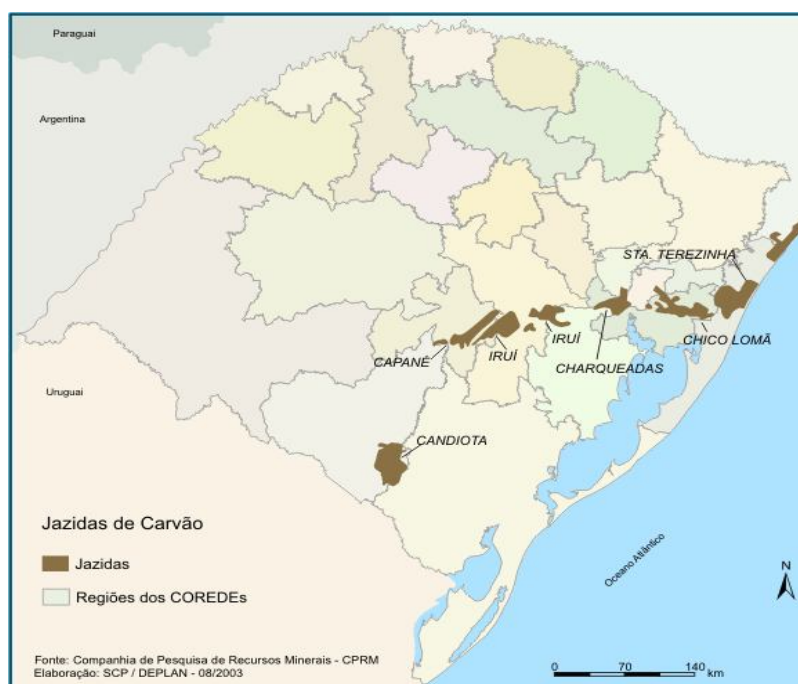 Paraguai
Argentina
STA. TEREZINHA
CAPANÉ
IRUÍ
IRUÍ
CHARQUEADAS
CHICO LOMÃ
Uruguai
CANDIOTA
Jazidas de Carvão
Jazidas
Regiões dos COREDEs
Oceano Atlântico
N
Fonte: Companhia de Pesquisa de Recursos Minerais - CPRM
Elaboração: SCP / DEPLAN - 08/2003
0 70 140
km